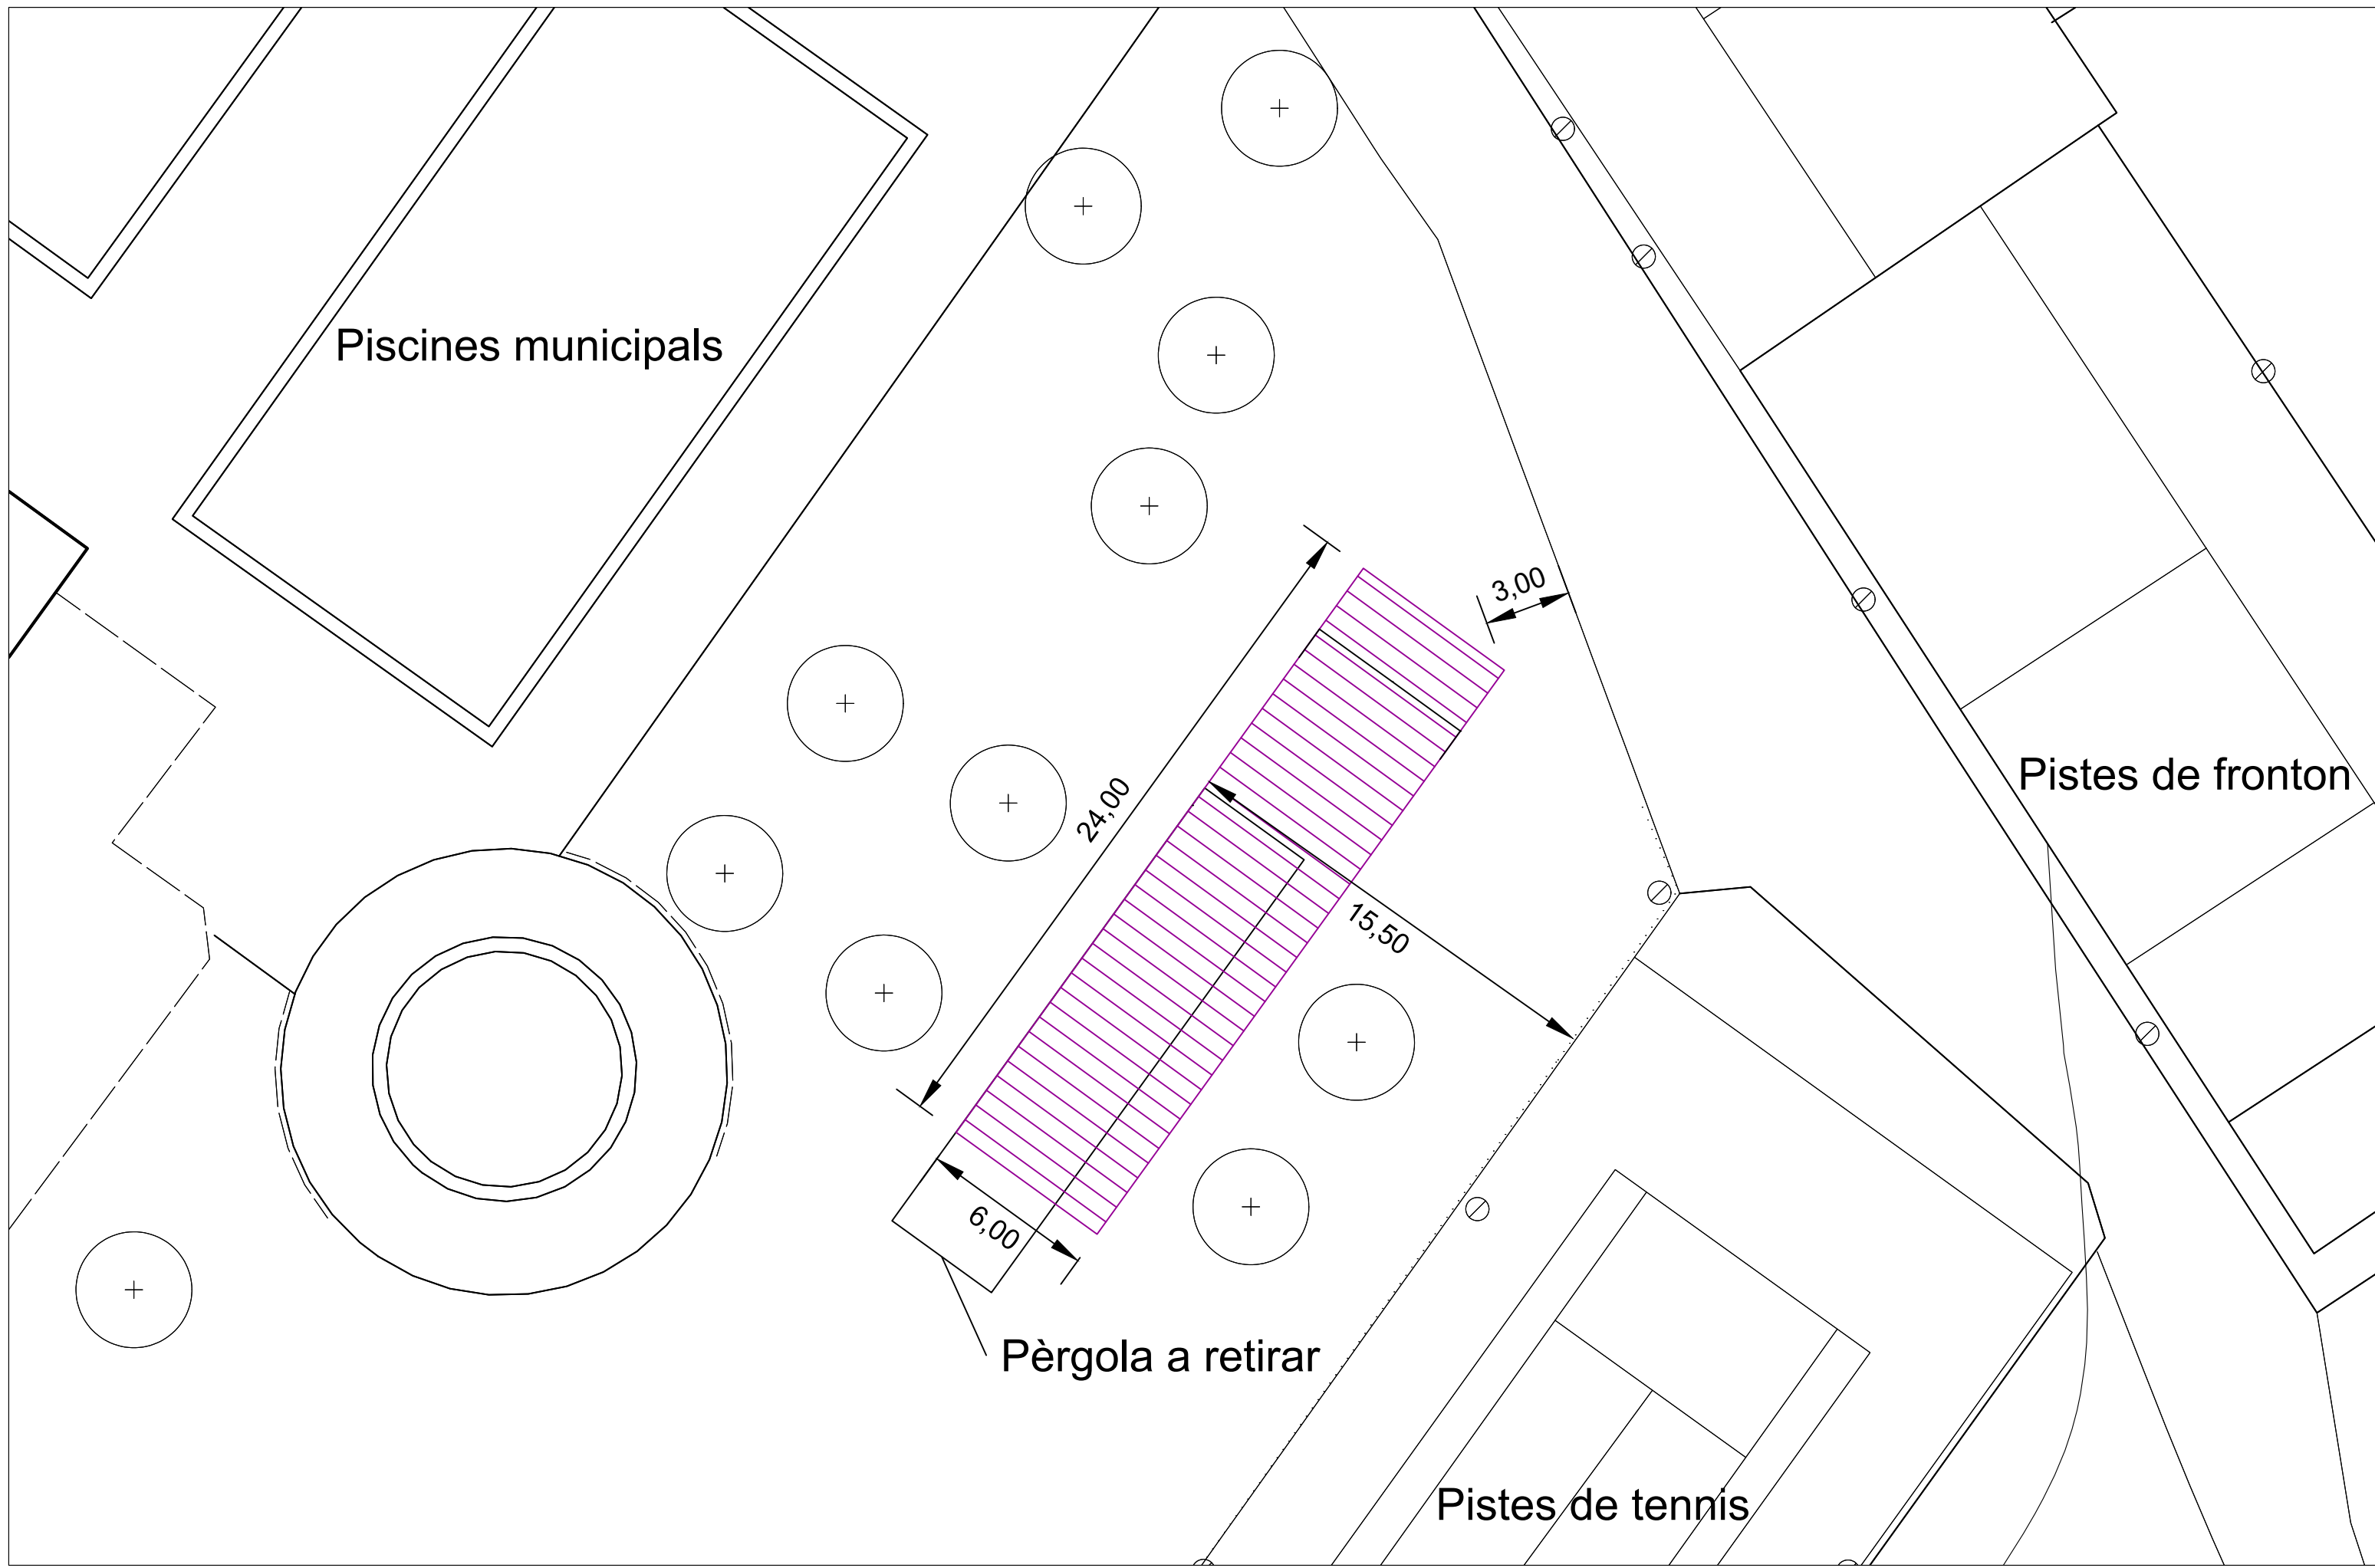 Piscines municipals
3,00
Pistes de fronton
24,00
15,50
6,00
Pèrgola a retirar
Pistes de tennis